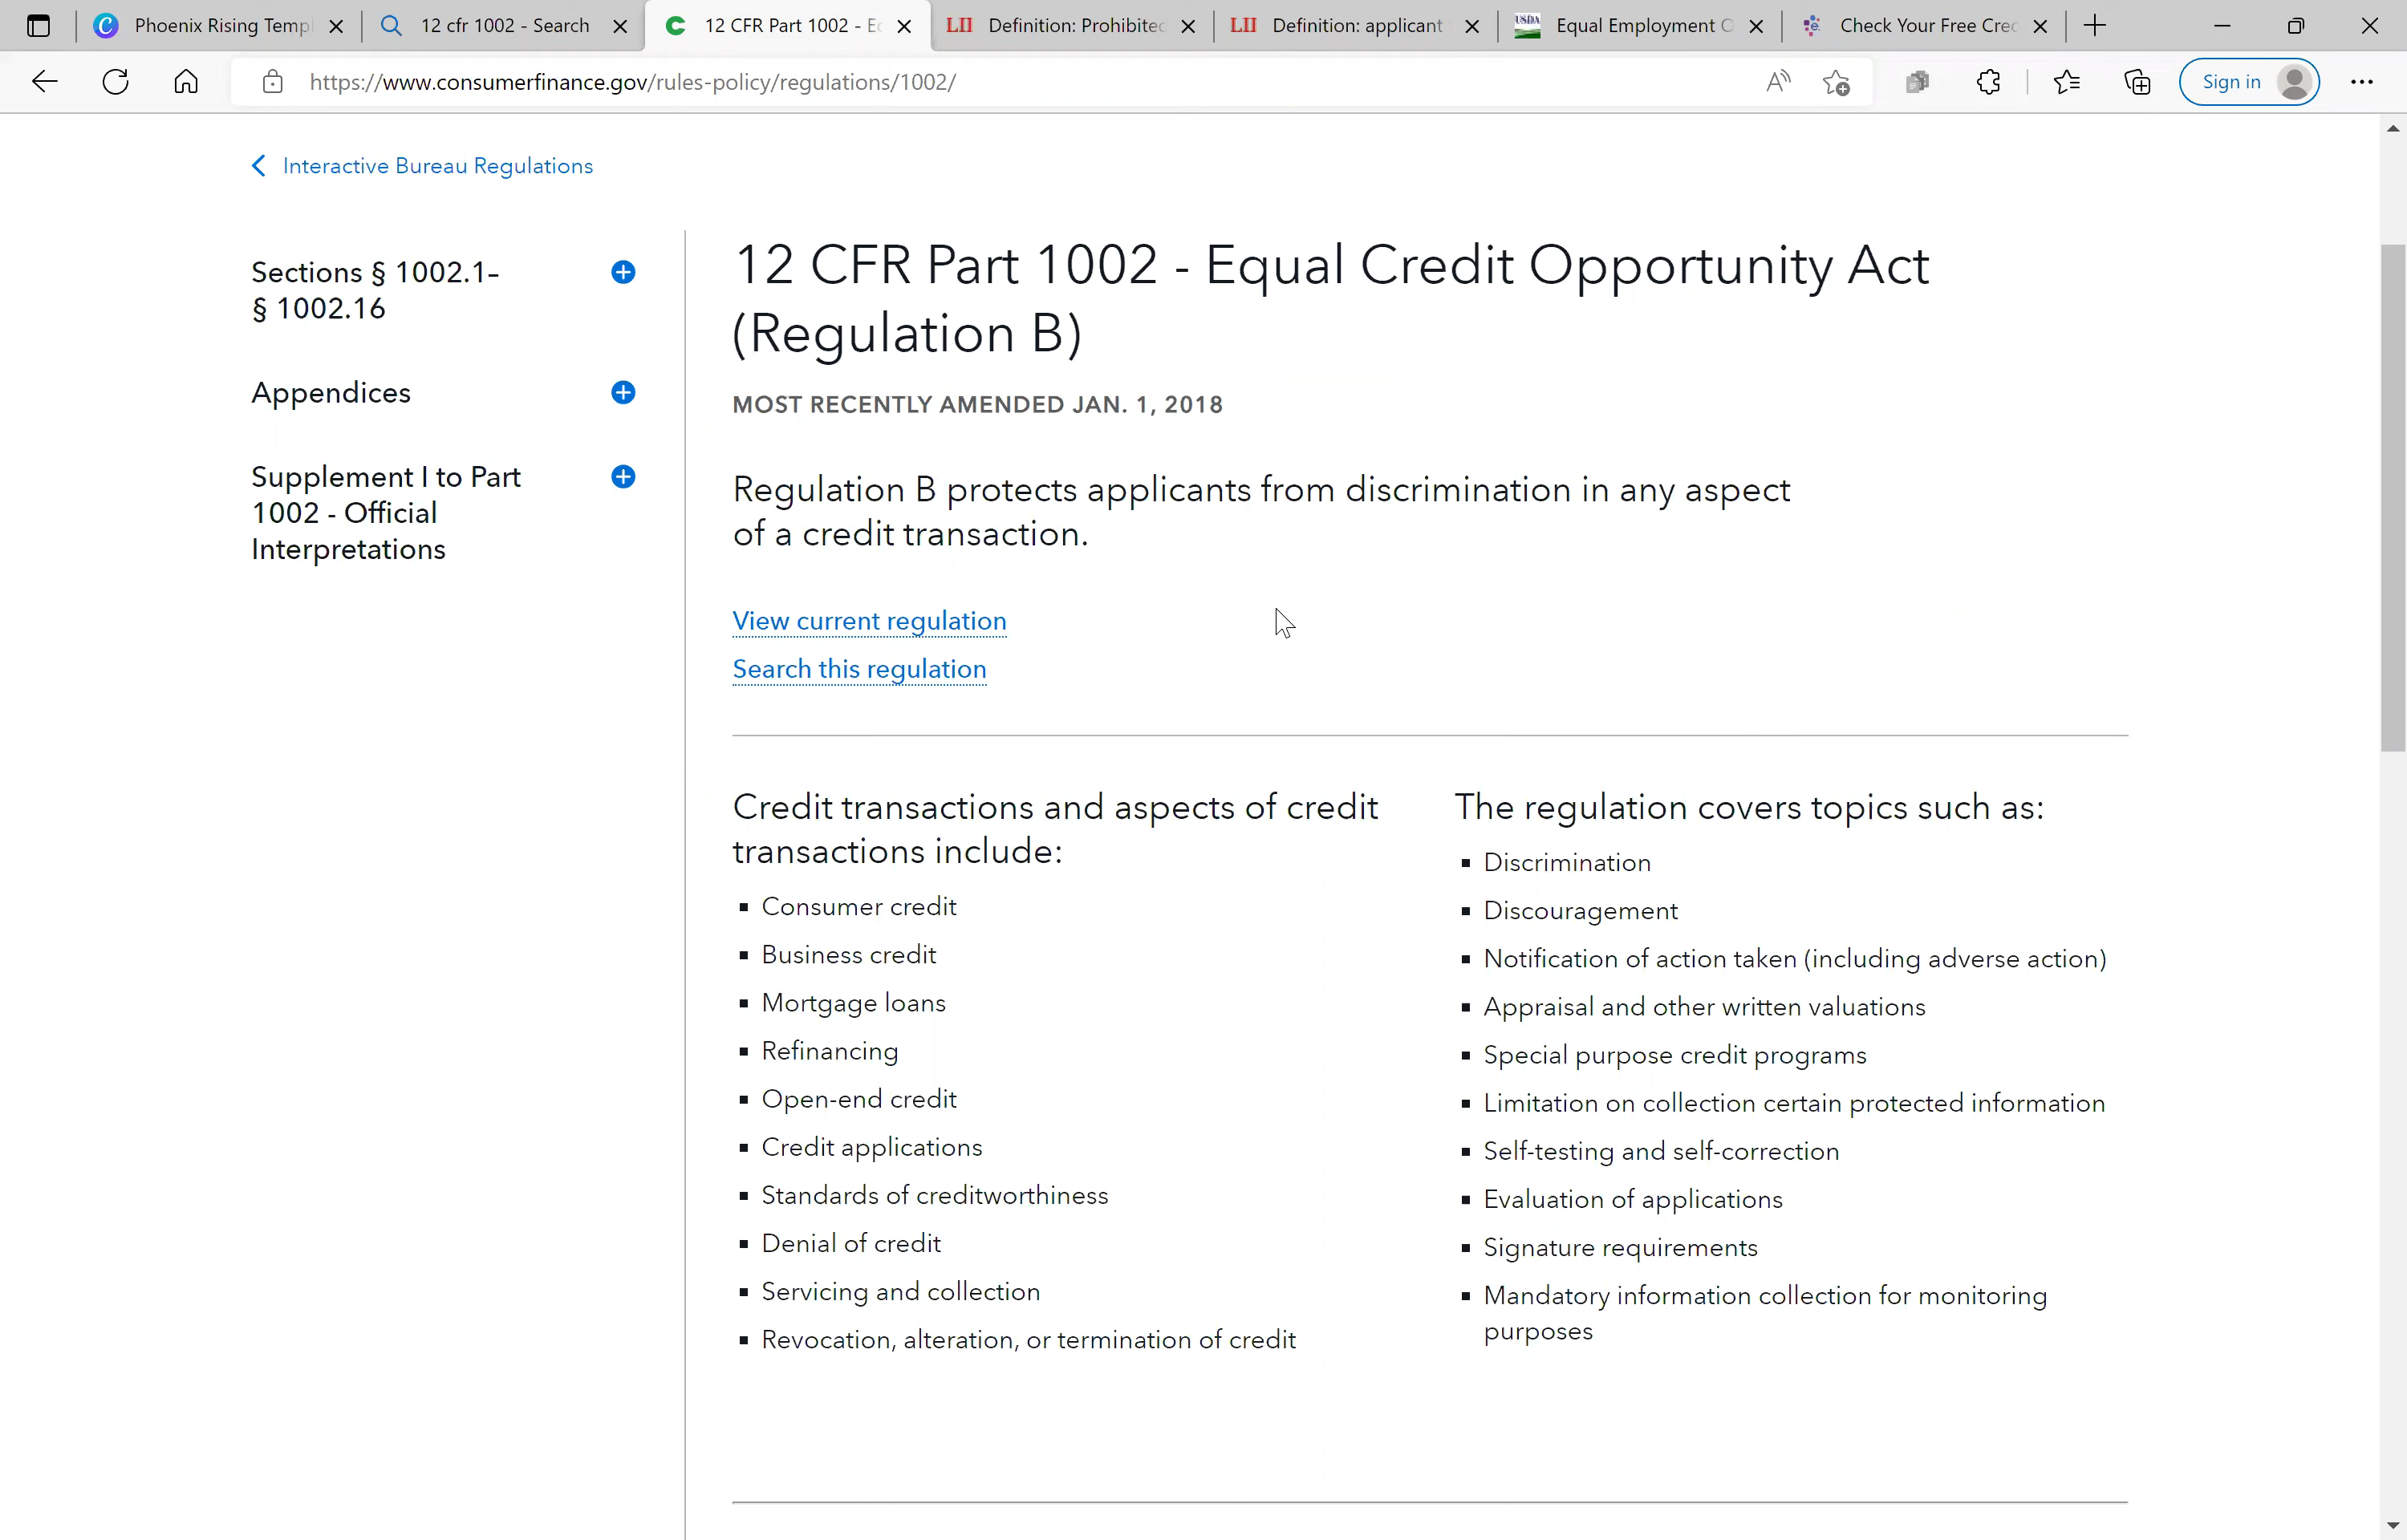 Phoenix Rising Templ
12 cfr 1002 - Search
12 CFR Part 1002 - Ec
LII Definition: Prohibited
LII Definition: applicant
USDA Equal Employment O
Check Your Free Cred
https://www.consumerfinance.gov/rules-policy/regulations/1002/
Sign in
Interactive Bureau Regulations
Sections § 1002.1-
§ 1002.16
Appendices
Supplement I to Part
1002 - Official
Interpretations
12 CFR Part 1002 - Equal Credit Opportunity Act
(Regulation B)
MOST RECENTLY AMENDED JAN. 1, 2018
Regulation B protects applicants from discrimination in any aspect
of a credit transaction.
View current regulation
Search this regulation
Credit transactions and aspects of credit
transactions include:
▪ Consumer credit
▪ Business credit
▪ Mortgage loans
▪ Refinancing
▪ Open-end credit
▪ Credit applications
▪ Standards of creditworthiness
▪ Denial of credit
▪ Servicing and collection
▪ Revocation, alteration, or termination of credit
The regulation covers topics such as:
▪ Discrimination
▪ Discouragement
▪ Notification of action taken (including adverse action)
▪ Appraisal and other written valuations
▪ Special purpose credit programs
▪ Limitation on collection certain protected information
▪ Self-testing and self-correction
▪ Evaluation of applications
▪ Signature requirements
▪ Mandatory information collection for monitoring
purposes